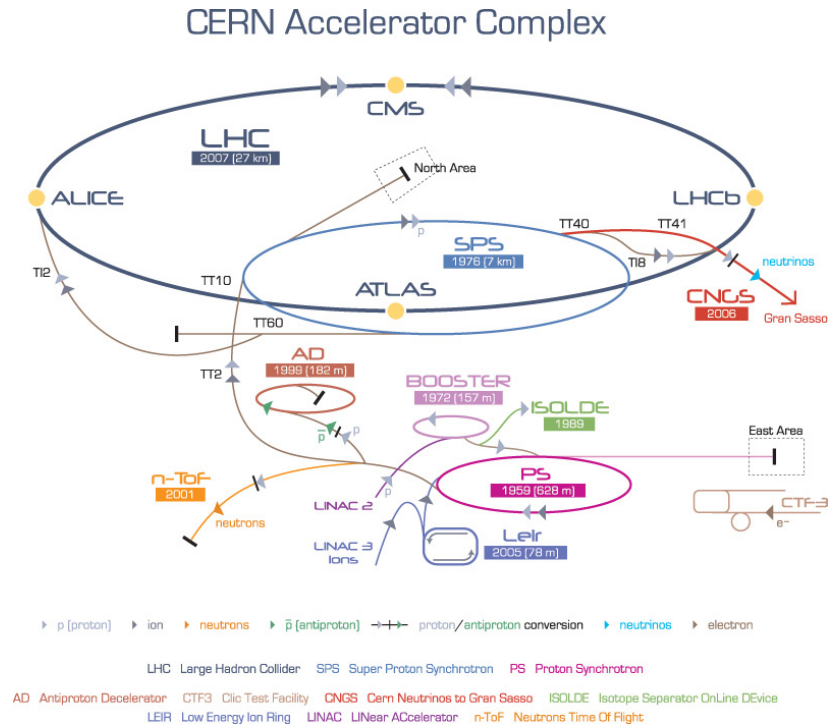 CERN Accelerator Complex
CMS
LHC
2007 (27 km)
North Area
ALICE
LHCb
TT40
TT41
p
SPS
1976 (7 km)
TI2
TT10
TI8
neutrinos
ATLAS
CNGS
2006
Gran Sasso
TT60
AD
1999 (182 m)
TT2
BOOSTER
1972 (157 m)
ISOLDE
1989
p̄
p
East Area
n-ToF
2001
PS
1959 (628 m)
p
LINAC 2
CTF-3
neutrons
e-
LINAC 3
Ions
Leir
2005 (78 m)
p (proton) ion neutrons p̄ (antiproton) proton/antiproton conversion neutrinos electron
LHC Large Hadron Collider SPS Super Proton Synchrotron PS Proton Synchrotron
AD Antiproton Decelerator CTF3 Clic Test Facility CNGS Cern Neutrinos to Gran Sasso ISOLDE Isotope Separator OnLine DEvice
LEIR Low Energy Ion Ring LINAC LINear ACcelerator n-ToF Neutrons Time Of Flight